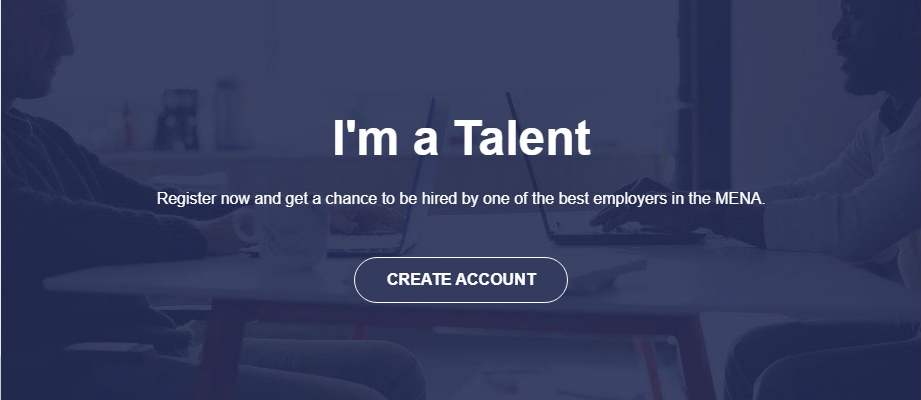 I'm a Talent
Register now and get a chance to be hired by one of the best employers in the MENA.
CREATE ACCOUNT